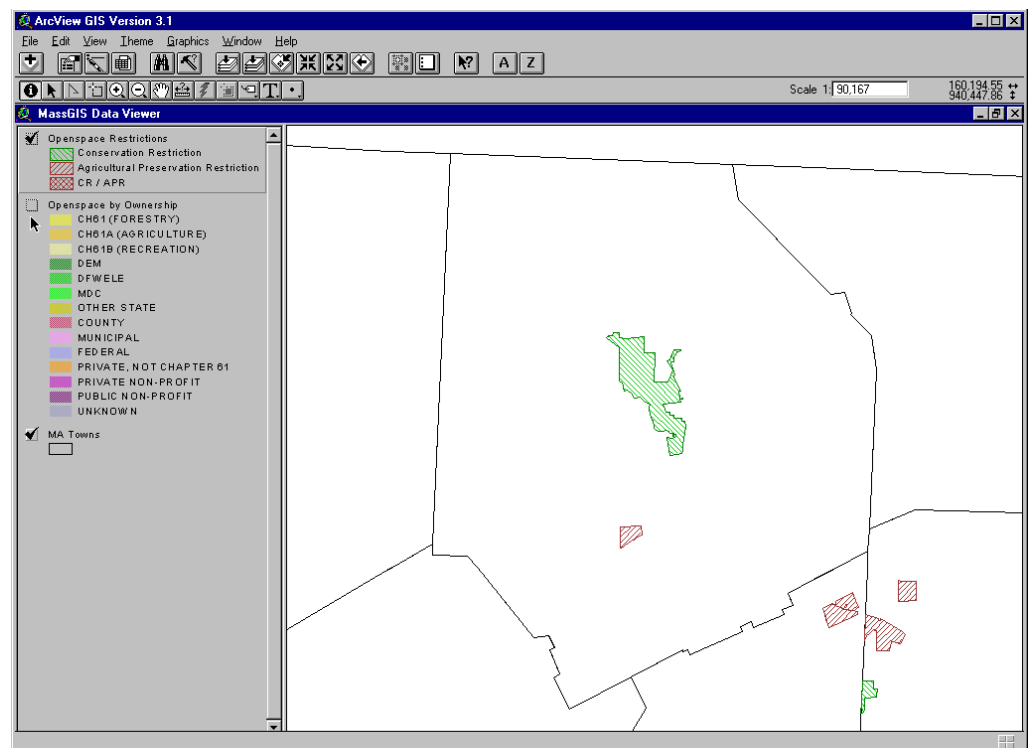 ArcView GIS Version 3.1
File Edit View Theme Graphics Window Help
A Z
T Scale 1: 90,167 160,194.55
940,447.86
MassGIS Data Viewer
Openspace Restrictions
Conservation Restriction
Agricultural Preservation Restriction
CR / APR
Openspace by Ownership
CH61 (FORESTRY)
CH61A (AGRICULTURE)
CH61B (RECREATION)
DEM
DFWELE
MDC
OTHER STATE
COUNTY
MUNICIPAL
FEDERAL
PRIVATE, NOT CHAPTER 61
PRIVATE NON-PROFIT
PUBLIC NON-PROFIT
UNKNOWN
MA Towns